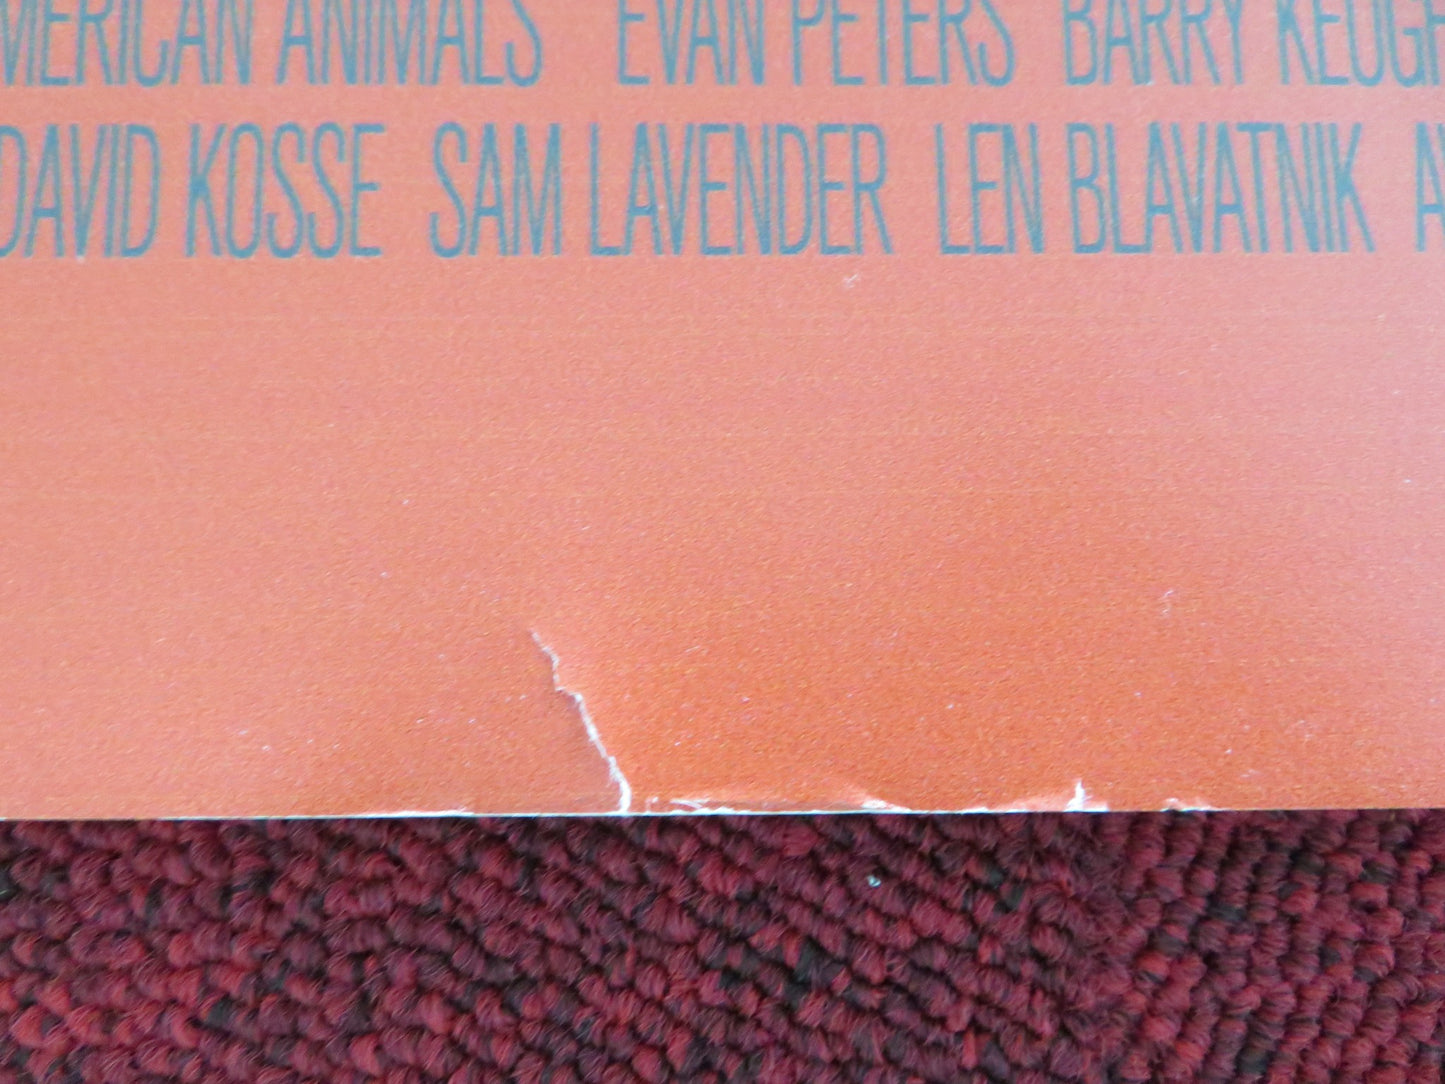 MERICAN ANIMALS EVAN PETERS BARRY KEOGH
DAVID KOSSE SAM LAVENDER LEN BLAVATNIK A